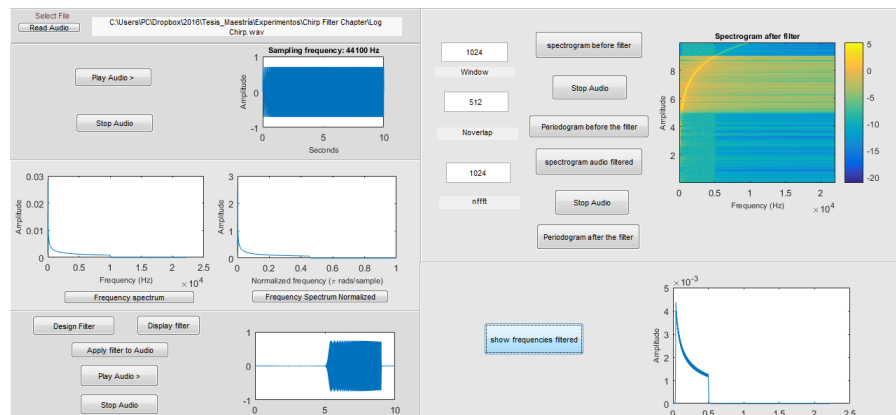 Select File
Read Audio
C:\Users\PC\Dropbox\2016\Tesis_Maestría\Experimentos\Chirp Filter Chapter\Log
Chirp.wav
Play Audio >
Stop Audio
Sampling frequency: 44100 Hz
Amplitude
1
0
-1
0 5 10
Seconds
Amplitude
0.03
0.02
0.01
0
0 0.5 1 1.5 2 2.5
Frequency (Hz) × 10^4
Frequency spectrum
Amplitude
3
2
1
0
0 0.2 0.4 0.6 0.8 1
Normalized frequency (π rads/sample)
Frequency Spectrum Normalized
Design Filter
Display filter
Apply filter to Audio
Play Audio >
Stop Audio
1
0
-1
0 5 10
1024
Window
512
Noverlap
1024
nffft
spectrogram before filter
Stop Audio
Periodogram before the filter
spectrogram audio filtered
Stop Audio
Periodogram after the filter
Spectrogram after filter
Amplitude
8
6
4
2
0 0.5 1 1.5 2
Frequency (Hz) × 10^4
5
0
-5
-10
-15
-20
show frequencies filtered
× 10^-3
Amplitude
5
4
3
2
1
0
0 0.5 1 1.5 2 2.5